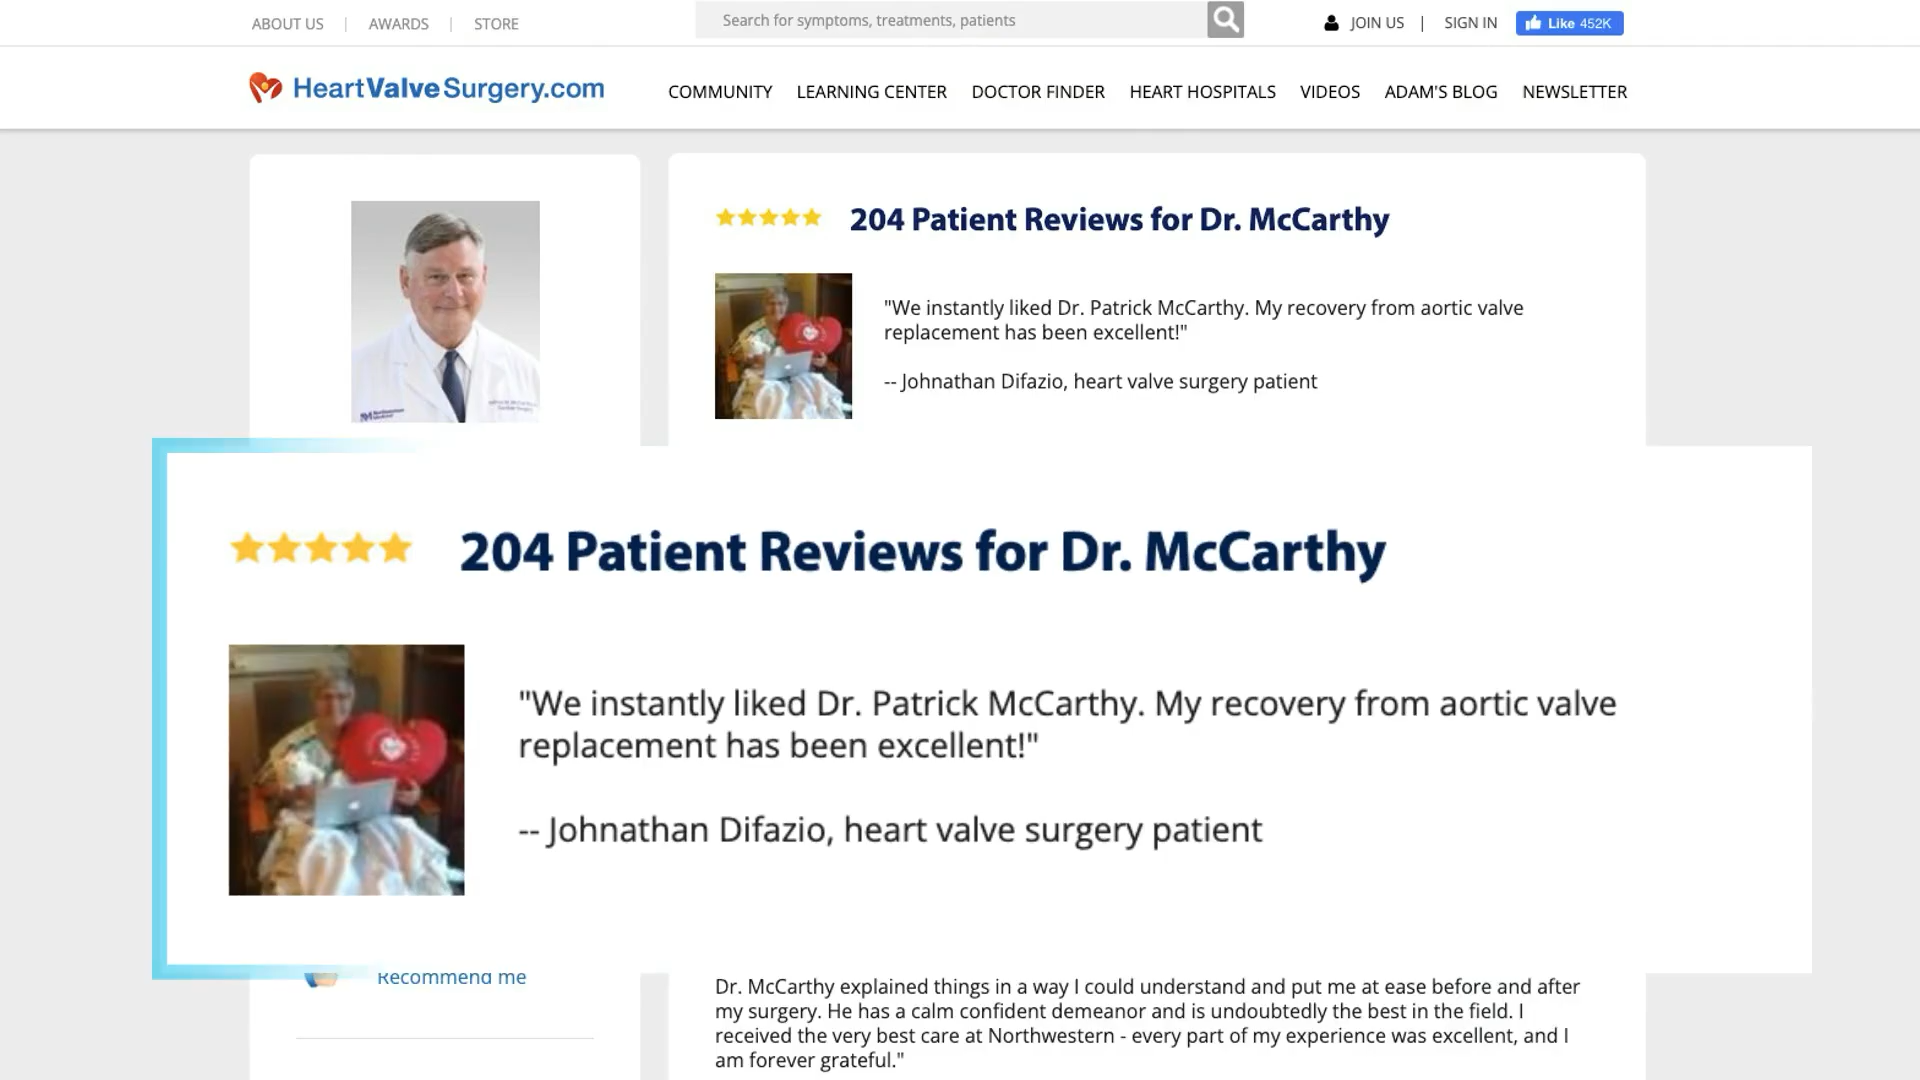 ABOUT US | AWARDS | STORE
Search for symptoms, treatments, patients
JOIN US | SIGN IN
Like 452K
HeartValveSurgery.com
COMMUNITY LEARNING CENTER DOCTOR FINDER HEART HOSPITALS VIDEOS ADAM'S BLOG NEWSLETTER
204 Patient Reviews for Dr. McCarthy
"We instantly liked Dr. Patrick McCarthy. My recovery from aortic valve
replacement has been excellent!"
-- Johnathan Difazio, heart valve surgery patient
204 Patient Reviews for Dr. McCarthy
"We instantly liked Dr. Patrick McCarthy. My recovery from aortic valve
replacement has been excellent!"
-- Johnathan Difazio, heart valve surgery patient
Recommend me
Dr. McCarthy explained things in a way I could understand and put me at ease before and after
my surgery. He has a calm confident demeanor and is undoubtedly the best in the field. I
received the very best care at Northwestern - every part of my experience was excellent, and I
am forever grateful."